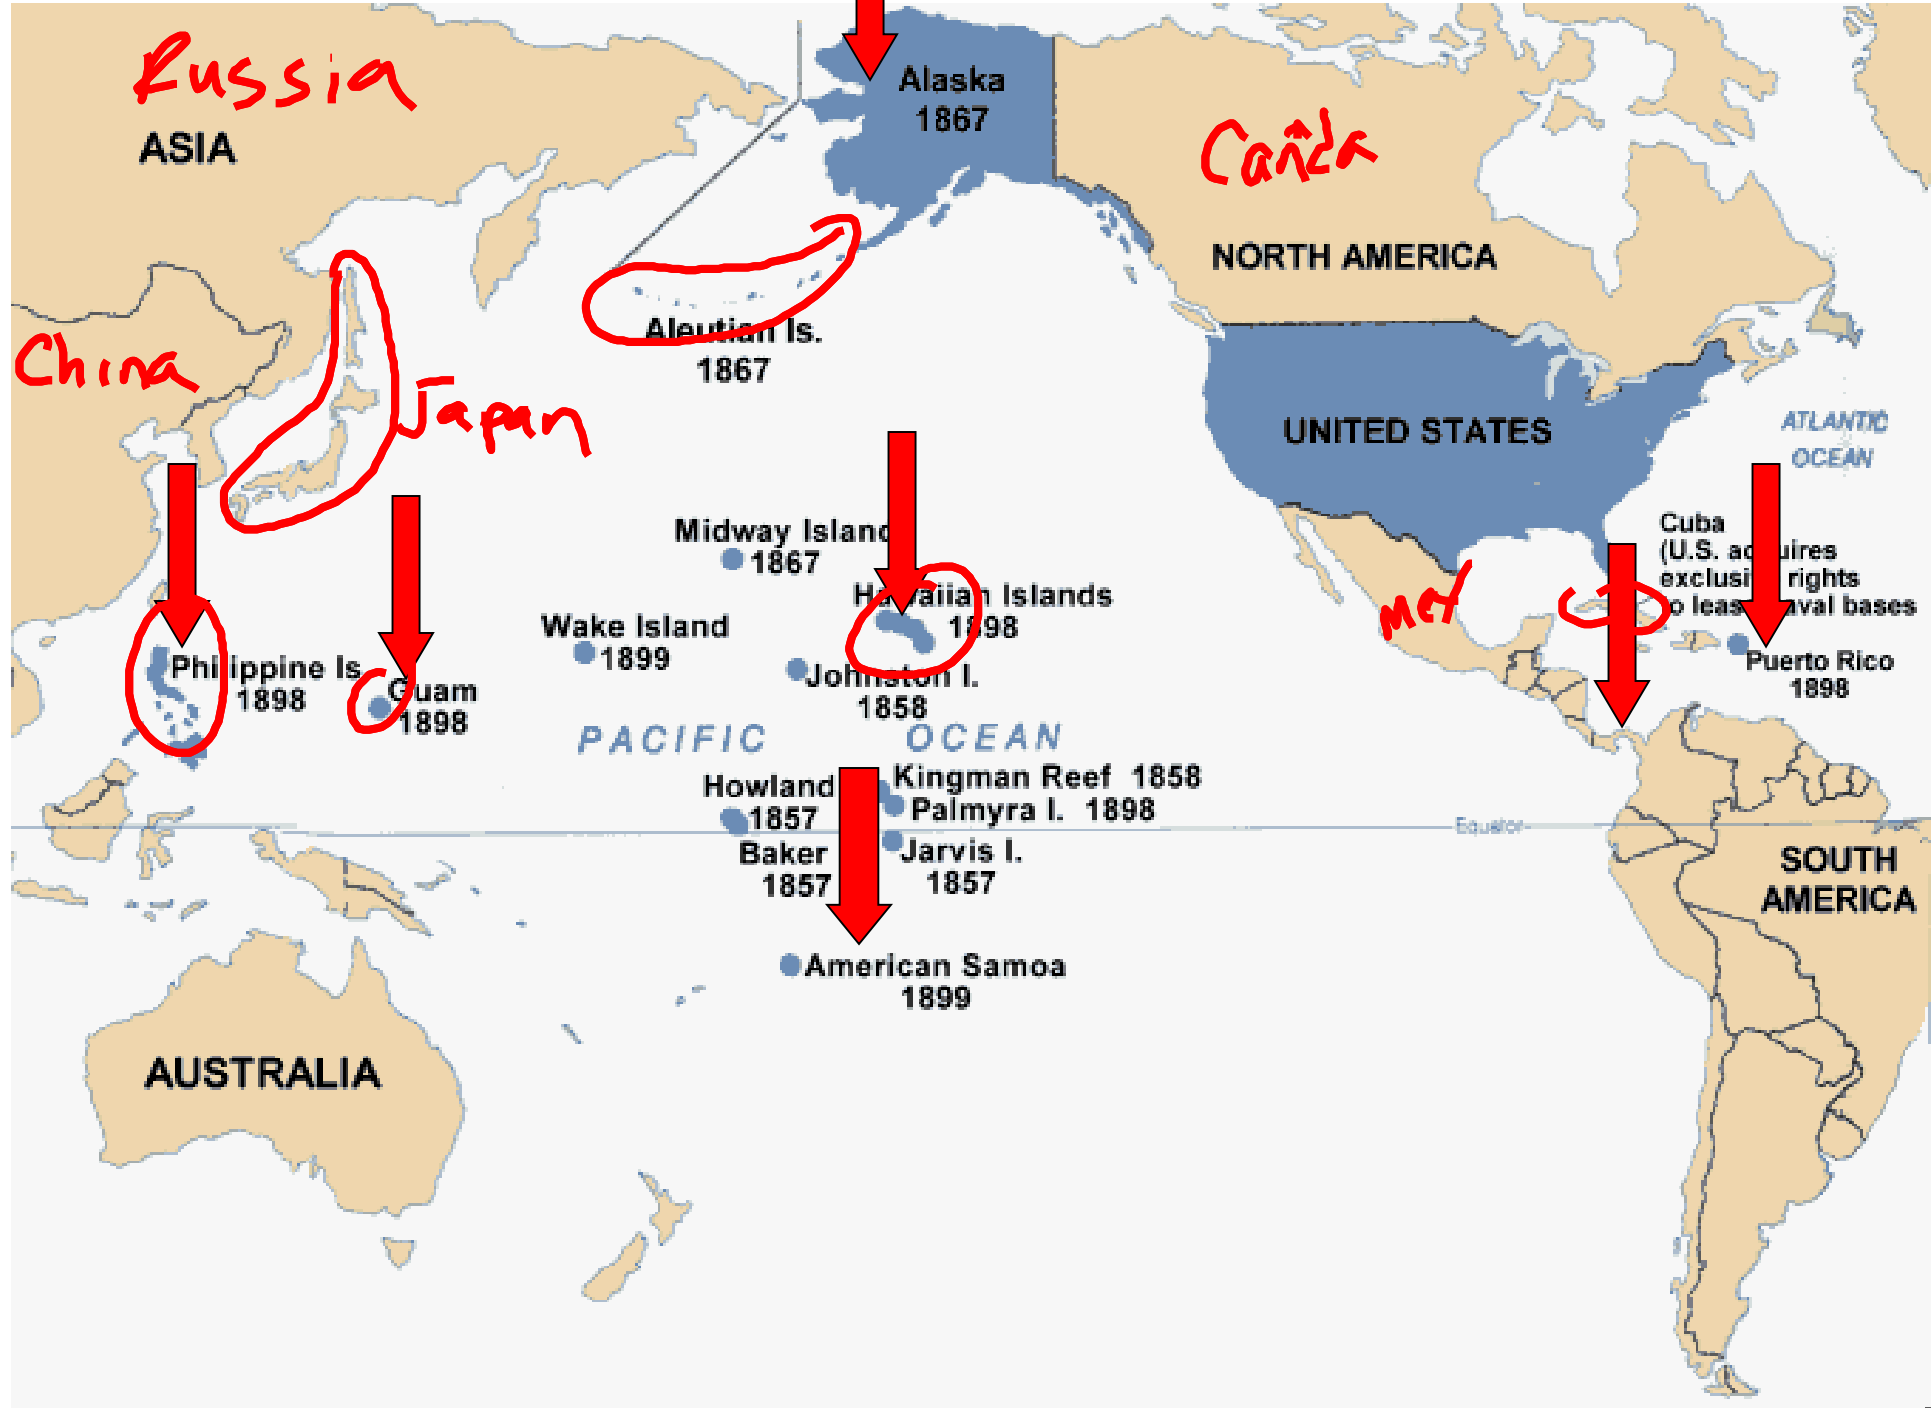 Russia
ASIA
Alaska
1867
Canada
NORTH AMERICA
China
Japan
Aleutian Is.
1867
UNITED STATES
ATLANTIC
OCEAN
Midway Island
1867
Hawaiian Islands
1898
Wake Island
1899
Johnston I.
1858
Mex
Cuba
(U.S. acquires
exclusive rights
to lease naval bases
Puerto Rico
1898
Philippine Is.
1898
Guam
1898
PACIFIC OCEAN
Howland
1857
Kingman Reef 1858
Palmyra I. 1898
Equator
Baker
1857
Jarvis I.
1857
SOUTH
AMERICA
American Samoa
1899
AUSTRALIA